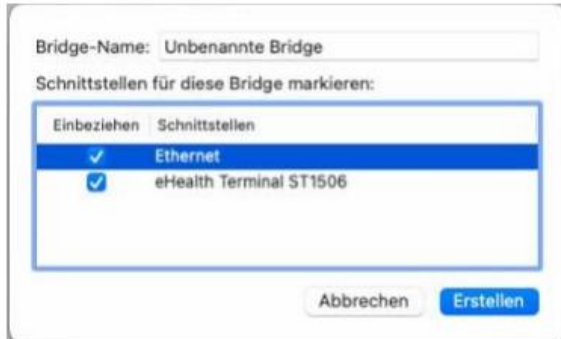 Bridge-Name: Unbenannte Bridge
Schnittstellen für diese Bridge markieren:
Einbeziehen Schnittstellen
Ethernet
eHealth Terminal ST1506
Abbrechen Erstellen